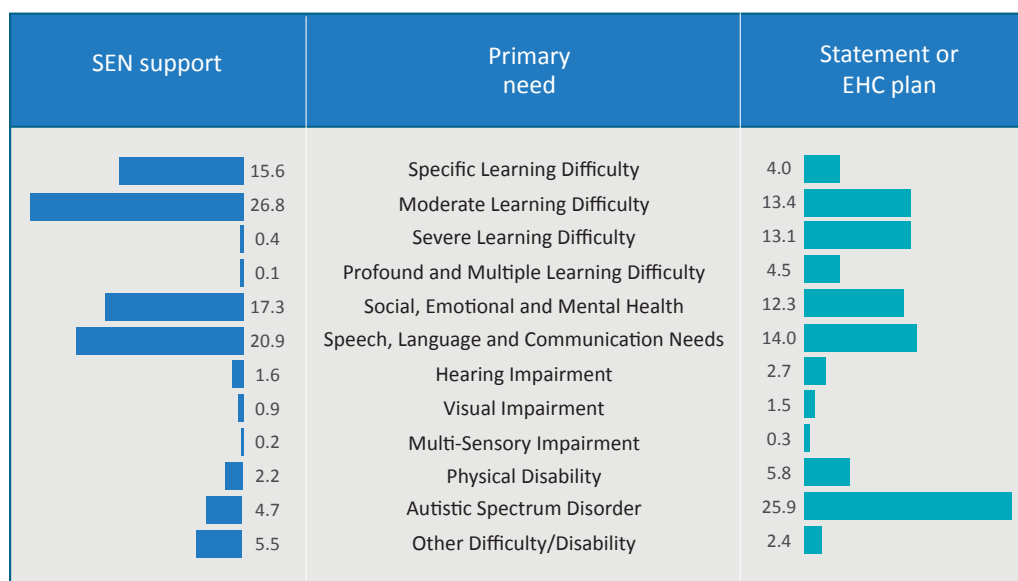 SEN support
Primary
need
Statement or
EHC plan
15.6 Specific Learning Difficulty 4.0
26.8 Moderate Learning Difficulty 13.4
0.4 Severe Learning Difficulty 13.1
0.1 Profound and Multiple Learning Difficulty 4.5
17.3 Social, Emotional and Mental Health 12.3
20.9 Speech, Language and Communication Needs 14.0
1.6 Hearing Impairment 2.7
0.9 Visual Impairment 1.5
0.2 Multi-Sensory Impairment 0.3
2.2 Physical Disability 5.8
4.7 Autistic Spectrum Disorder 25.9
5.5 Other Difficulty/Disability 2.4